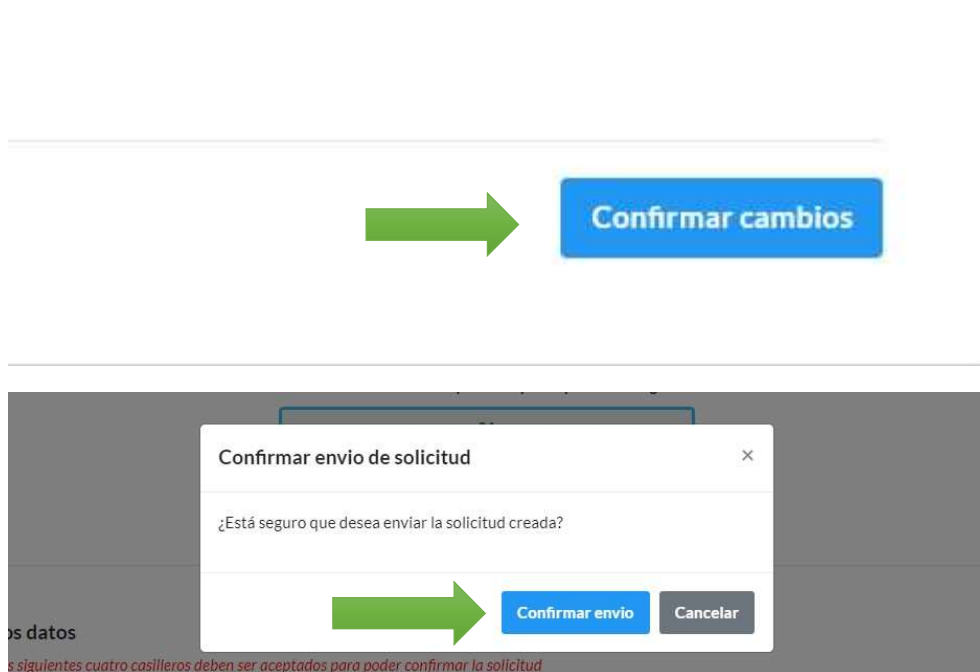 Confirmar cambios
Confirmar envio de solicitud
×
¿Está seguro que desea enviar la solicitud creada?
Confirmar envio
Cancelar
os datos
s siguientes cuatro casilleros deben ser aceptados para poder confirmar la solicitud